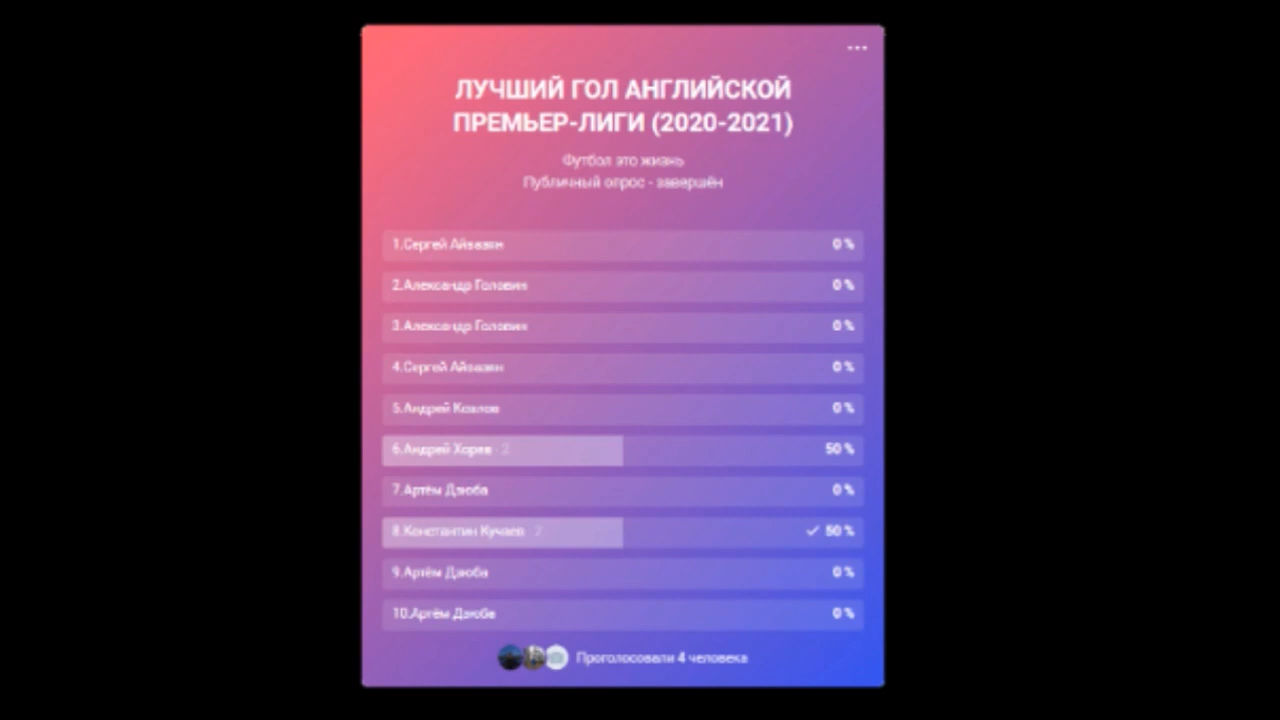 ЛУЧШИЙ ГОЛ АНГЛИЙСКОЙ
ПРЕМЬЕР-ЛИГИ (2020-2021)
Футбол это жизнь
Публичный опрос - завершён
1.Сергей Айвазян 0 %
2.Александр Головин 0 %
3.Александр Головин 0 %
4.Сергей Айвазян 0 %
5.Андрей Козлов 0 %
6.Андрей Хорев · 2 50 %
7.Артём Дзюба 0 %
8.Константин Кучаев · 2 50 %
9.Артём Дзюба 0 %
10.Артём Дзюба 0 %
Проголосовали 4 человека